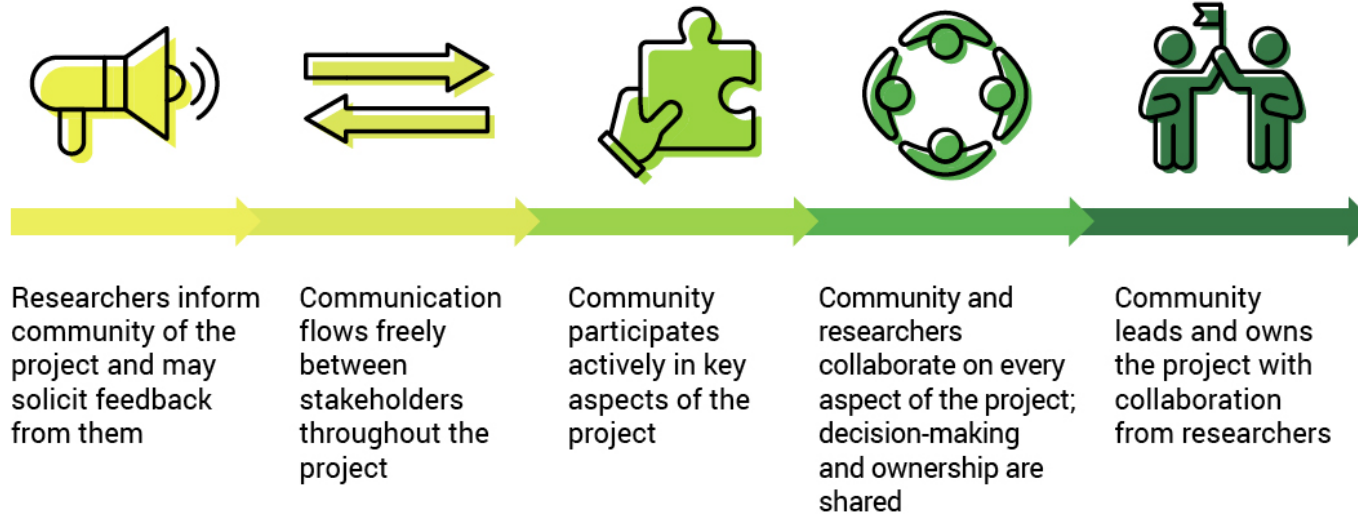 Researchers inform
community of the
project and may
solicit feedback
from them
Communication
flows freely
between
stakeholders
throughout the
project
Community
participates
actively in key
aspects of the
project
Community and
researchers
collaborate on every
aspect of the project;
decision-making
and ownership are
shared
Community
leads and owns
the project with
collaboration
from researchers